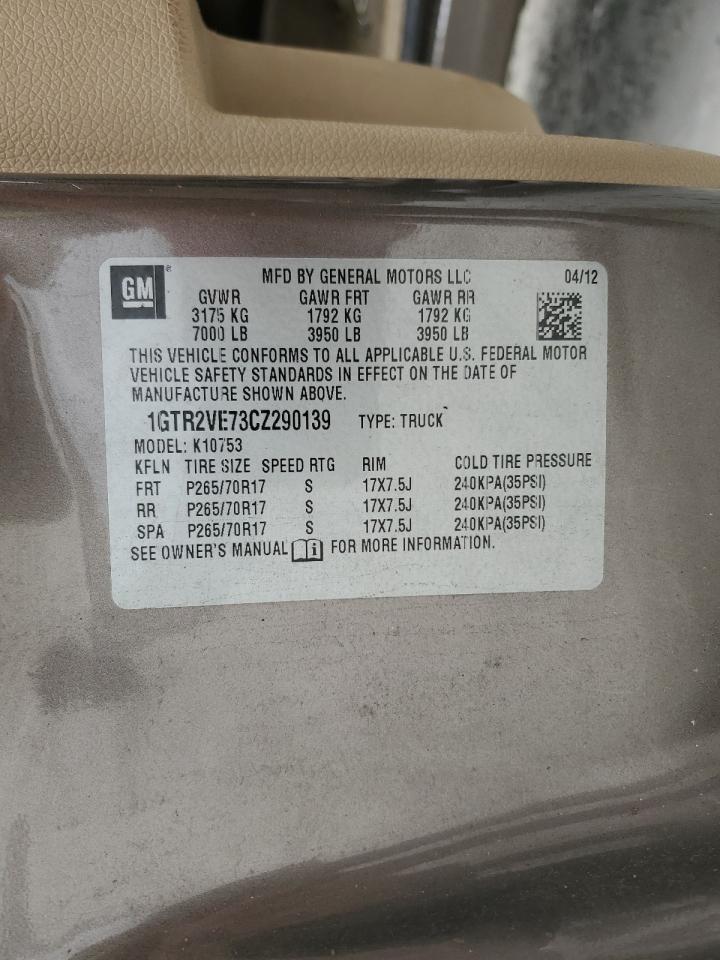 GM ® MFD BY GENERAL MOTORS LLC 04/12
GVWR GAWR FRT GAWR RR
3175 KG 1792 KG 1792 KG
7000 LB 3950 LB 3950 LB
THIS VEHICLE CONFORMS TO ALL APPLICABLE U.S. FEDERAL MOTOR
VEHICLE SAFETY STANDARDS IN EFFECT ON THE DATE OF
MANUFACTURE SHOWN ABOVE.
1GTR2VE73CZ290139 TYPE: TRUCK
MODEL: K10753
KFLN TIRE SIZE SPEED RTG RIM COLD TIRE PRESSURE
FRT P265/70R17 S 17X7.5J 240KPA(35PSI)
RR P265/70R17 S 17X7.5J 240KPA(35PSI)
SPA P265/70R17 S 17X7.5J 240KPA(35PSI)
SEE OWNER'S MANUAL i FOR MORE INFORMATION.